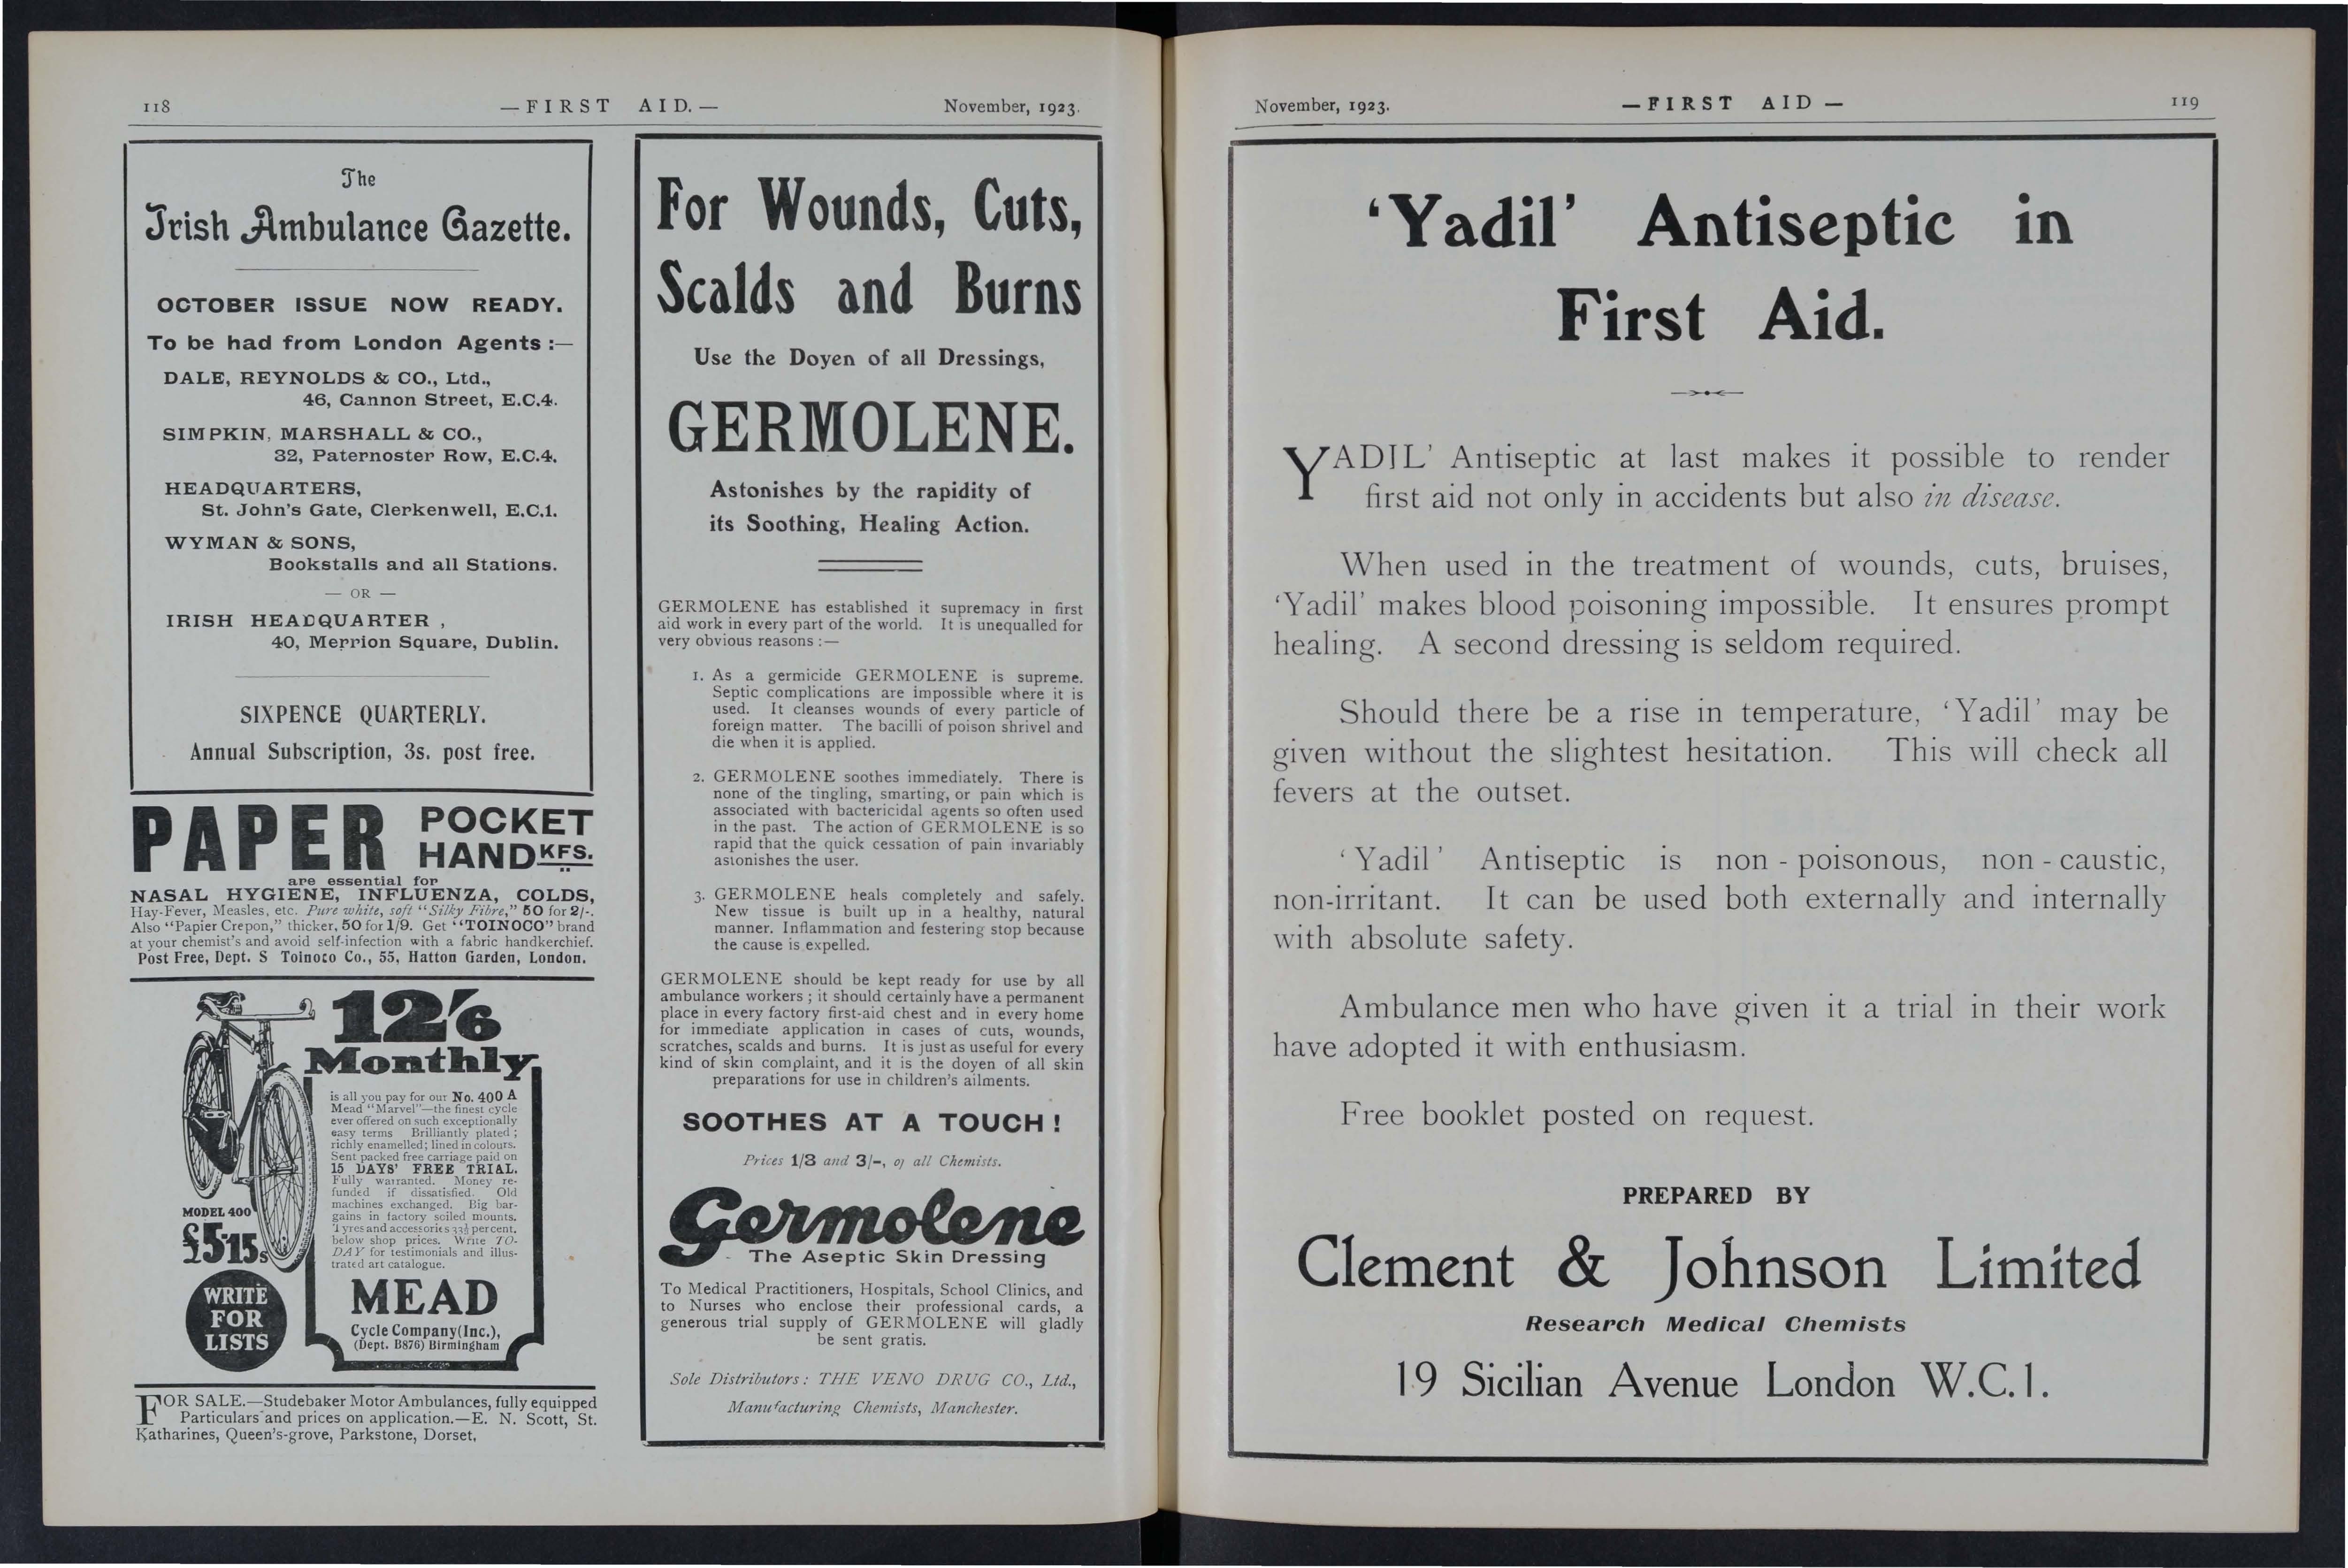 118
—FIRST AID.—
November, 1923.
The
Irish Ambulance Gazette.
OCTOBER ISSUE NOW READY.
To be had from London Agents :—
DALE, REYNOLDS & CO., Ltd.,
46, Cannon Street, E.C.4.
SIMPKIN, MARSHALL & CO.,
32, Paternoster Row, E.C.4.
HEADQUARTERS,
St. John's Gate, Clerkenwell, E.C.1.
WYMAN & SONS,
Bookstalls and all Stations.
— OR —
IRISH HEADQUARTER ,
40, Merrion Square, Dublin.
SIXPENCE QUARTERLY.
Annual Subscription, 3s. post free.
PAPER POCKET
HANDKFS.
are essential for
NASAL HYGIENE, INFLUENZA, COLDS,
Hay-Fever, Measles, etc. Pure white, soft "Silky Fibre," 50 for 2/-.
Also "Papier Crepon," thicker, 50 for 1/9. Get "TOINOCO" brand
at your chemist's and avoid self-infection with a fabric handkerchief.
Post Free, Dept. S Toinoco Co., 55, Hatton Garden, London.
12/6
Monthly
is all you pay for our No. 400 A
Mead "Marvel"—the finest cycle
ever offered on such exceptionally
easy terms Brilliantly plated ;
richly enamelled; lined in colours.
Sent packed free carriage paid on
15 DAYS' FREE TRIAL.
Fully warranted. Money re-
funded if dissatisfied. Old
machines exchanged. Big bar-
gains in factory soiled mounts.
Tyres and accessories 33⅓ percent.
below shop prices. Write TO-
DAY for testimonials and illus-
trated art catalogue.
MODEL 400
£5·15s
WRITE
FOR
LISTS
MEAD
Cycle Company(Inc.),
(Dept. B876) Birmingham
FOR SALE.—Studebaker Motor Ambulances, fully equipped
Particulars and prices on application.—E. N. Scott, St.
Katharines, Queen's-grove, Parkstone, Dorset,
For Wounds, Cuts,
Scalds and Burns
Use the Doyen of all Dressings,
GERMOLENE.
Astonishes by the rapidity of
its Soothing, Healing Action.
GERMOLENE has established it supremacy in first
aid work in every part of the world. It is unequalled for
very obvious reasons :—
1. As a germicide GERMOLENE is supreme.
Septic complications are impossible where it is
used. It cleanses wounds of every particle of
foreign matter. The bacilli of poison shrivel and
die when it is applied.
2. GERMOLENE soothes immediately. There is
none of the tingling, smarting, or pain which is
associated with bactericidal agents so often used
in the past. The action of GERMOLENE is so
rapid that the quick cessation of pain invariably
astonishes the user.
3. GERMOLENE heals completely and safely.
New tissue is built up in a healthy, natural
manner. Inflammation and festering stop because
the cause is expelled.
GERMOLENE should be kept ready for use by all
ambulance workers ; it should certainly have a permanent
place in every factory first-aid chest and in every home
for immediate application in cases of cuts, wounds,
scratches, scalds and burns. It is just as useful for every
kind of skin complaint, and it is the doyen of all skin
preparations for use in children's ailments.
SOOTHES AT A TOUCH !
Prices 1/3 and 3/-, of all Chemists.
Germolene
The Aseptic Skin Dressing
To Medical Practitioners, Hospitals, School Clinics, and
to Nurses who enclose their professional cards, a
generous trial supply of GERMOLENE will gladly
be sent gratis.
Sole Distributors: THE VENO DRUG CO., Ltd.,
Manufacturing Chemists, Manchester.
November, 1923.
—FIRST AID—
119
'Yadil' Antiseptic in
First Aid.
YADIL' Antiseptic at last makes it possible to render
first aid not only in accidents but also in disease.
When used in the treatment of wounds, cuts, bruises,
'Yadil' makes blood poisoning impossible. It ensures prompt
healing. A second dressing is seldom required.
Should there be a rise in temperature, 'Yadil' may be
given without the slightest hesitation. This will check all
fevers at the outset.
'Yadil' Antiseptic is non-poisonous, non-caustic,
non-irritant. It can be used both externally and internally
with absolute safety.
Ambulance men who have given it a trial in their work
have adopted it with enthusiasm.
Free booklet posted on request.
PREPARED BY
Clement & Johnson Limited
Research Medical Chemists
19 Sicilian Avenue London W.C.1.